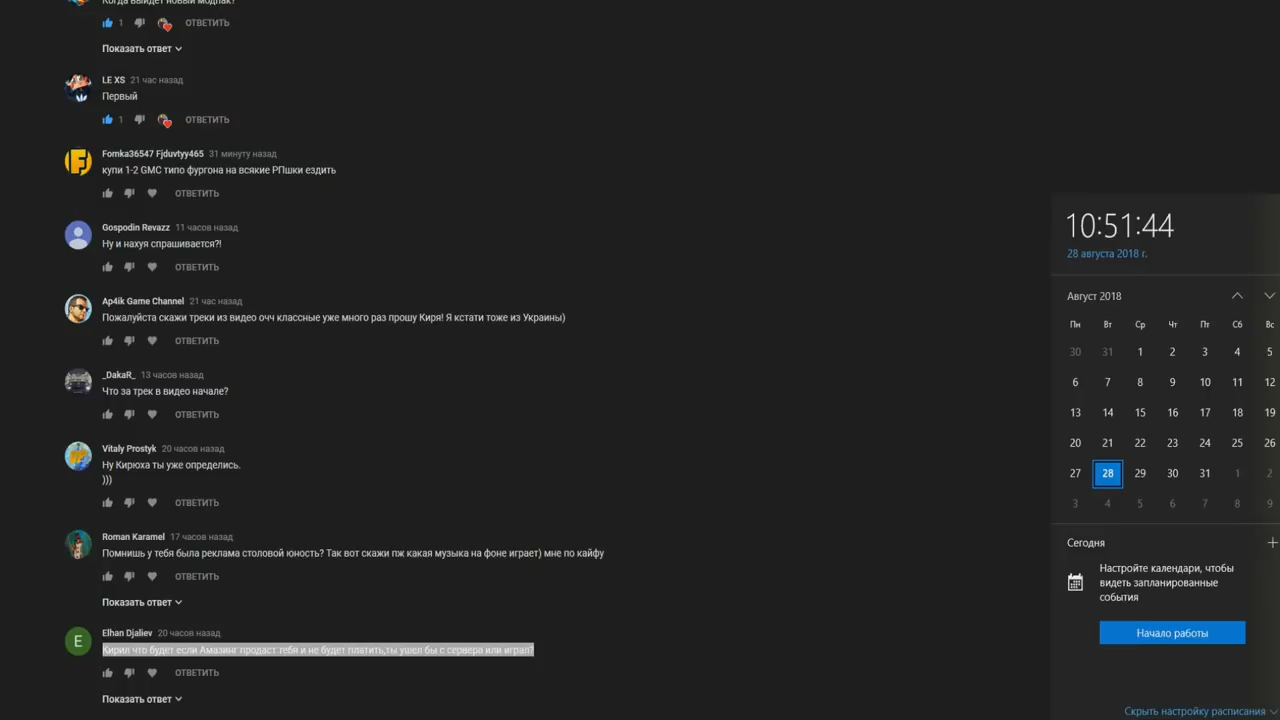 Когда выйдет новый модпак?
1 ОТВЕТИТЬ
Показать ответ
LE XS 21 час назад
Первый
1 ОТВЕТИТЬ
Fomka36547 Fjduvtyy465 31 минуту назад
купи 1-2 GMC типо фургона на всякие РПшки ездить
ОТВЕТИТЬ
Gospodin Revazz 11 часов назад
Ну и нахуя спрашивается?!
ОТВЕТИТЬ
Ap4ik Game Channel 21 час назад
Пожалуйста скажи треки из видео очч классные уже много раз прошу Киря! Я кстати тоже из Украины)
ОТВЕТИТЬ
_DakaR_ 13 часов назад
Что за трек в видео начале?
ОТВЕТИТЬ
Vitaly Prostyk 20 часов назад
Ну Кирюха ты уже определись.
)))
ОТВЕТИТЬ
Roman Karamel 17 часов назад
Помнишь у тебя была реклама столовой юность? Так вот скажи пж какая музыка на фоне играет) мне по кайфу
ОТВЕТИТЬ
Показать ответ
Elhan Djaliev 20 часов назад
Кирил что будет если Амазинг продаст тебя и не будет платить,ты ушел бы с сервера или играл?
ОТВЕТИТЬ
Показать ответ
10:51:44
28 августа 2018 г.
Август 2018
Пн Вт Ср Чт Пт Сб Вс
30 31 1 2 3 4 5
6 7 8 9 10 11 12
13 14 15 16 17 18 19
20 21 22 23 24 25 26
27 28 29 30 31 1 2
3 4 5 6 7 8 9
Сегодня
Настройте календари, чтобы
видеть запланированные
события
Начало работы
Скрыть настройку расписания